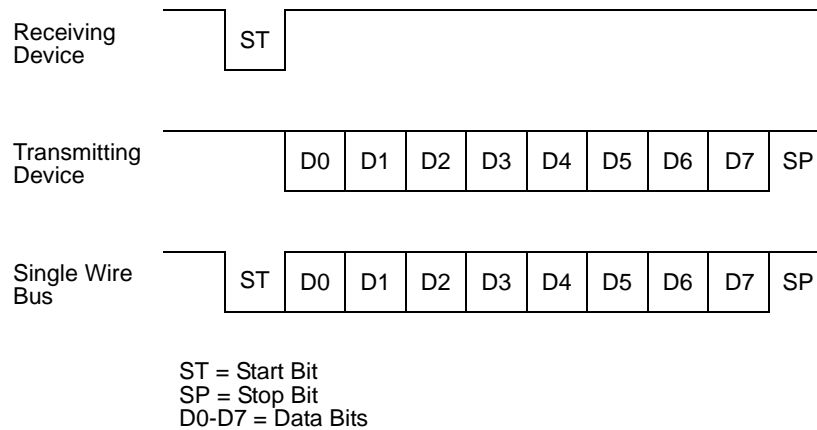 Receiving
Device
ST
Transmitting
Device
D0 D1 D2 D3 D4 D5 D6 D7 SP
Single Wire
Bus
ST D0 D1 D2 D3 D4 D5 D6 D7 SP
ST = Start Bit
SP = Stop Bit
D0-D7 = Data Bits